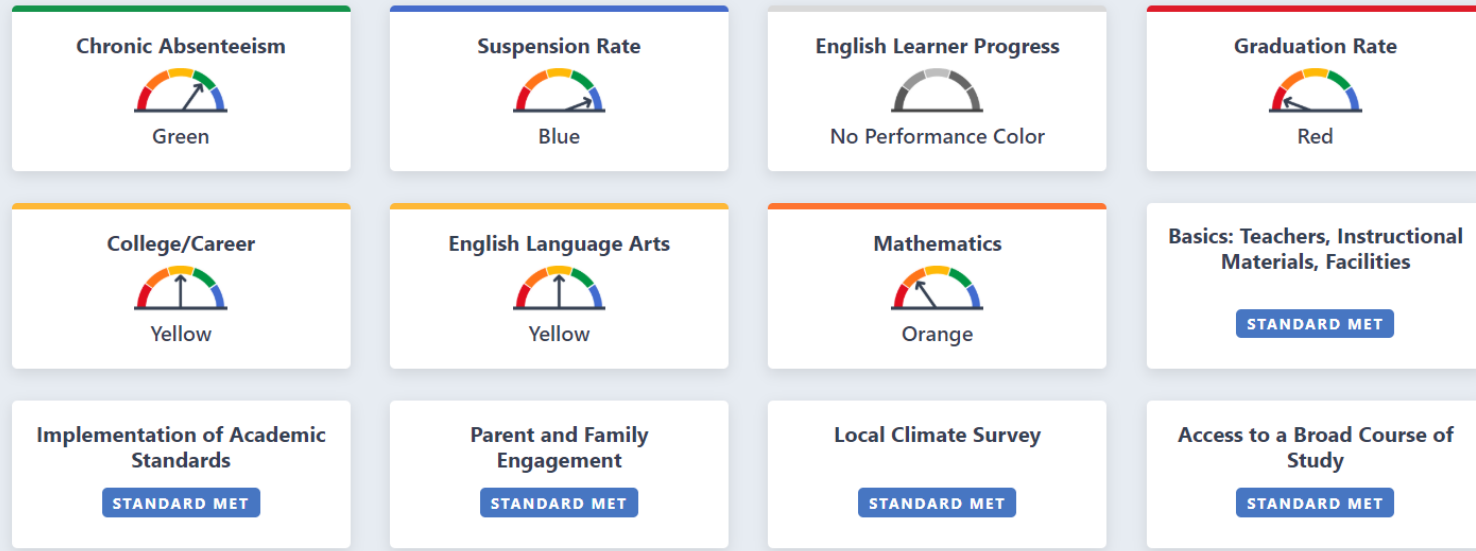 Chronic Absenteeism
Green
Suspension Rate
Blue
English Learner Progress
No Performance Color
Graduation Rate
Red
College/Career
Yellow
English Language Arts
Yellow
Mathematics
Orange
Basics: Teachers, Instructional
Materials, Facilities
STANDARD MET
Implementation of Academic
Standards
STANDARD MET
Parent and Family
Engagement
STANDARD MET
Local Climate Survey
STANDARD MET
Access to a Broad Course of
Study
STANDARD MET